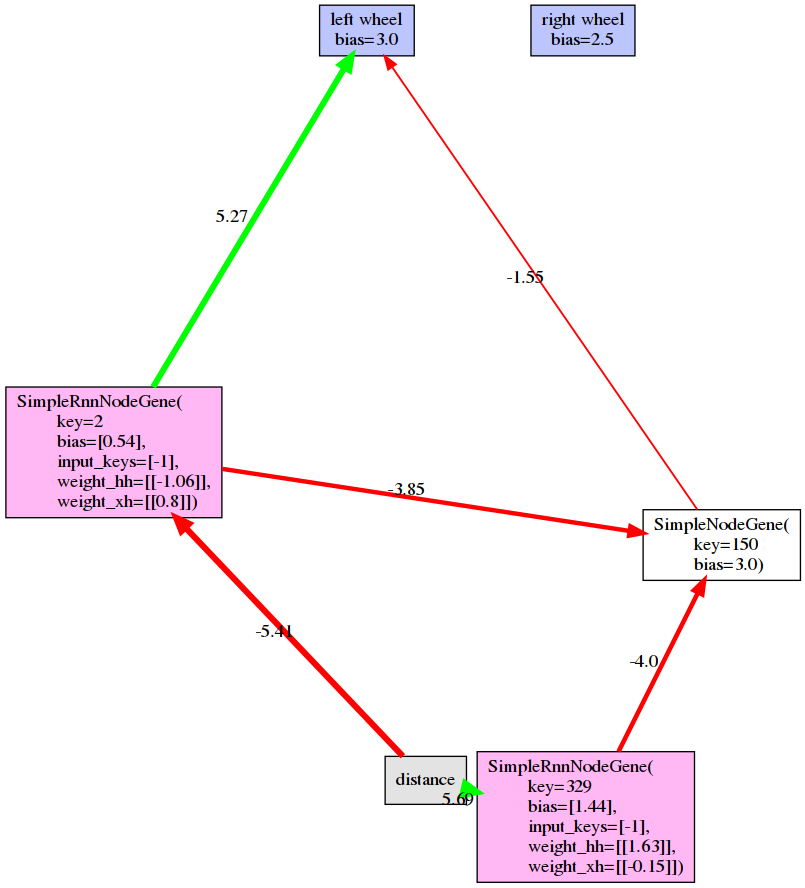 left wheel
bias=3.0
right wheel
bias=2.5
5.27
-1.55
SimpleRnnNodeGene(
key=2
bias=[0.54],
input_keys=[-1],
weight_hh=[[-1.06]],
weight_xh=[[0.8]])
-3.85
SimpleNodeGene(
key=150
bias=3.0)
-5.41
-4.0
distance
5.69
SimpleRnnNodeGene(
key=329
bias=[1.44],
input_keys=[-1],
weight_hh=[[1.63]],
weight_xh=[[-0.15]])